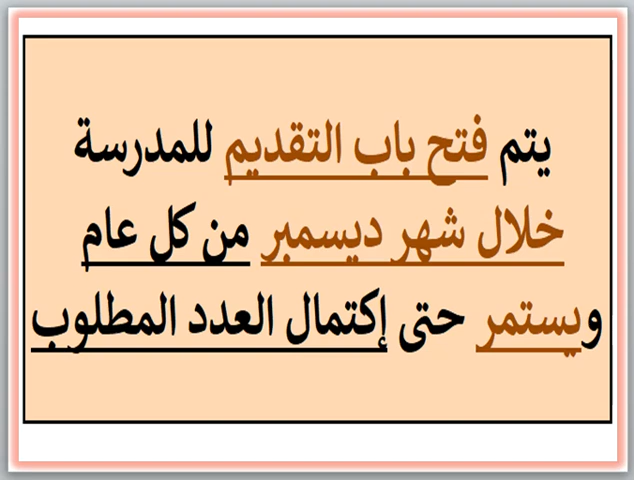 يتم فتح باب التقديم للمدرسة
خلال شهر ديسمبر من كل عام
ويستمر حتى إكتمال العدد المطلوب